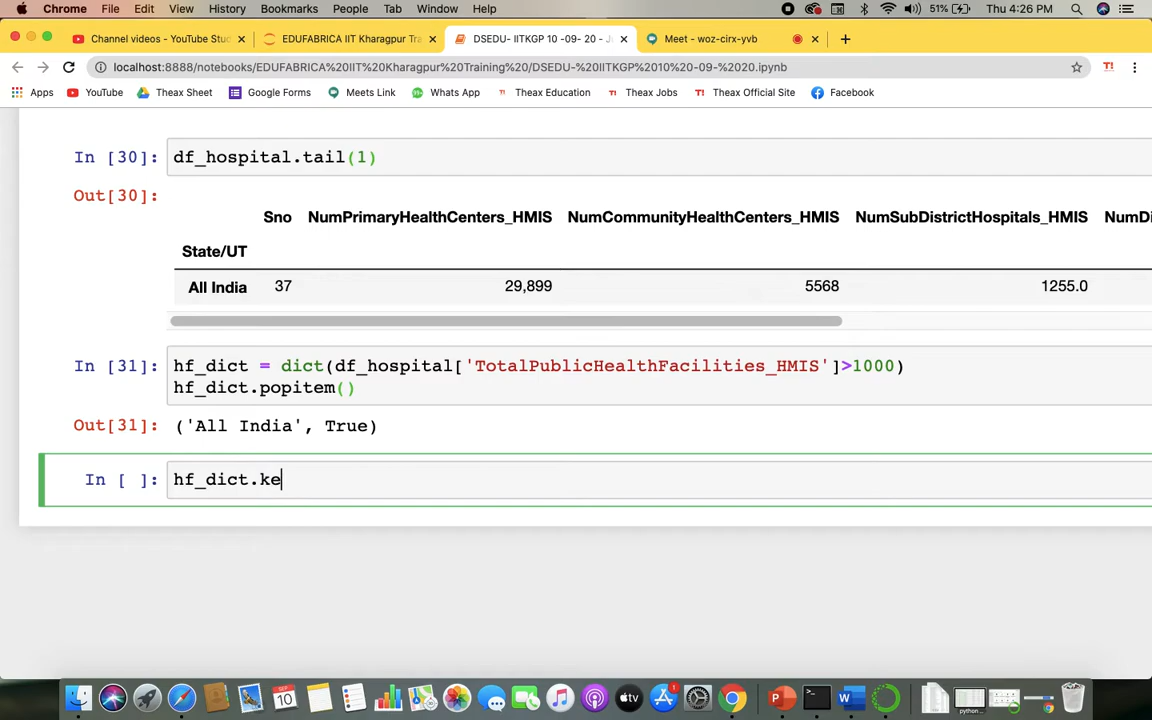 Chrome File Edit View History Bookmarks People Tab Window Help 51% Thu 4:26 PM
Channel videos - YouTube Stud EDUFABRICA IIT Kharagpur Tra DSEDU- IITKGP 10 -09- 20 - Ju Meet - woz-cirx-yvb
localhost:8888/notebooks/EDUFABRICA%20IIT%20Kharagpur%20Training%20/DSEDU-%20IITKGP%2010%20-09-%2020.ipynb
Apps YouTube Theax Sheet Google Forms Meets Link Whats App Theax Education Theax Jobs Theax Official Site Facebook
In [30]: df_hospital.tail(1)
Out[30]:
Sno NumPrimaryHealthCenters_HMIS NumCommunityHealthCenters_HMIS NumSubDistrictHospitals_HMIS NumDi
State/UT
All India 37 29,899 5568 1255.0
In [31]: hf_dict = dict(df_hospital['TotalPublicHealthFacilities_HMIS']>1000)
hf_dict.popitem()
Out[31]: ('All India', True)
In [ ]: hf_dict.ke